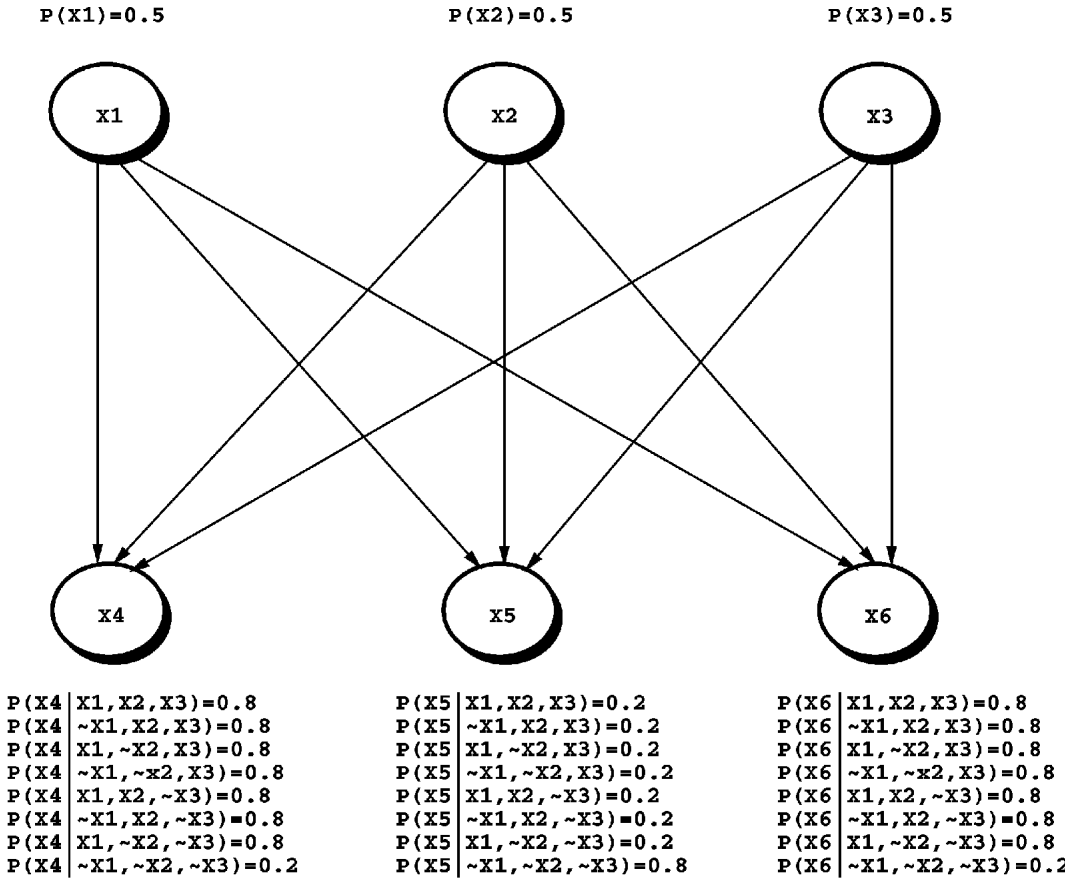 P(X1)=0.5 P(X2)=0.5 P(X3)=0.5
X1 X2 X3
X4 X5 X6
P(X4|X1,X2,X3)=0.8 P(X5|X1,X2,X3)=0.2 P(X6|X1,X2,X3)=0.8
P(X4|~X1,X2,X3)=0.8 P(X5|~X1,X2,X3)=0.2 P(X6|~X1,X2,X3)=0.8
P(X4|X1,~X2,X3)=0.8 P(X5|X1,~X2,X3)=0.2 P(X6|X1,~X2,X3)=0.8
P(X4|~X1,~x2,X3)=0.8 P(X5|~X1,~X2,X3)=0.2 P(X6|~X1,~x2,X3)=0.8
P(X4|X1,X2,~X3)=0.8 P(X5|X1,X2,~X3)=0.2 P(X6|X1,X2,~X3)=0.8
P(X4|~X1,X2,~X3)=0.8 P(X5|~X1,X2,~X3)=0.2 P(X6|~X1,X2,~X3)=0.8
P(X4|X1,~X2,~X3)=0.8 P(X5|X1,~X2,~X3)=0.2 P(X6|X1,~X2,~X3)=0.8
P(X4|~X1,~X2,~X3)=0.2 P(X5|~X1,~X2,~X3)=0.8 P(X6|~X1,~X2,~X3)=0.2